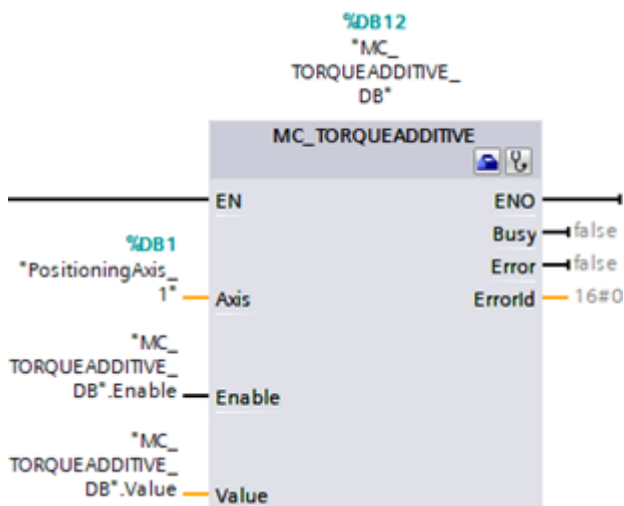 %DB12
"MC_
TORQUEADDITIVE_
DB"
MC_TORQUEADDITIVE
EN
ENO
Busy
false
%DB1
Error
false
"PositioningAxis_
1"
Axis
ErrorId
16#0
"MC_
TORQUEADDITIVE_
DB".Enable
Enable
"MC_
TORQUEADDITIVE_
DB".Value
Value